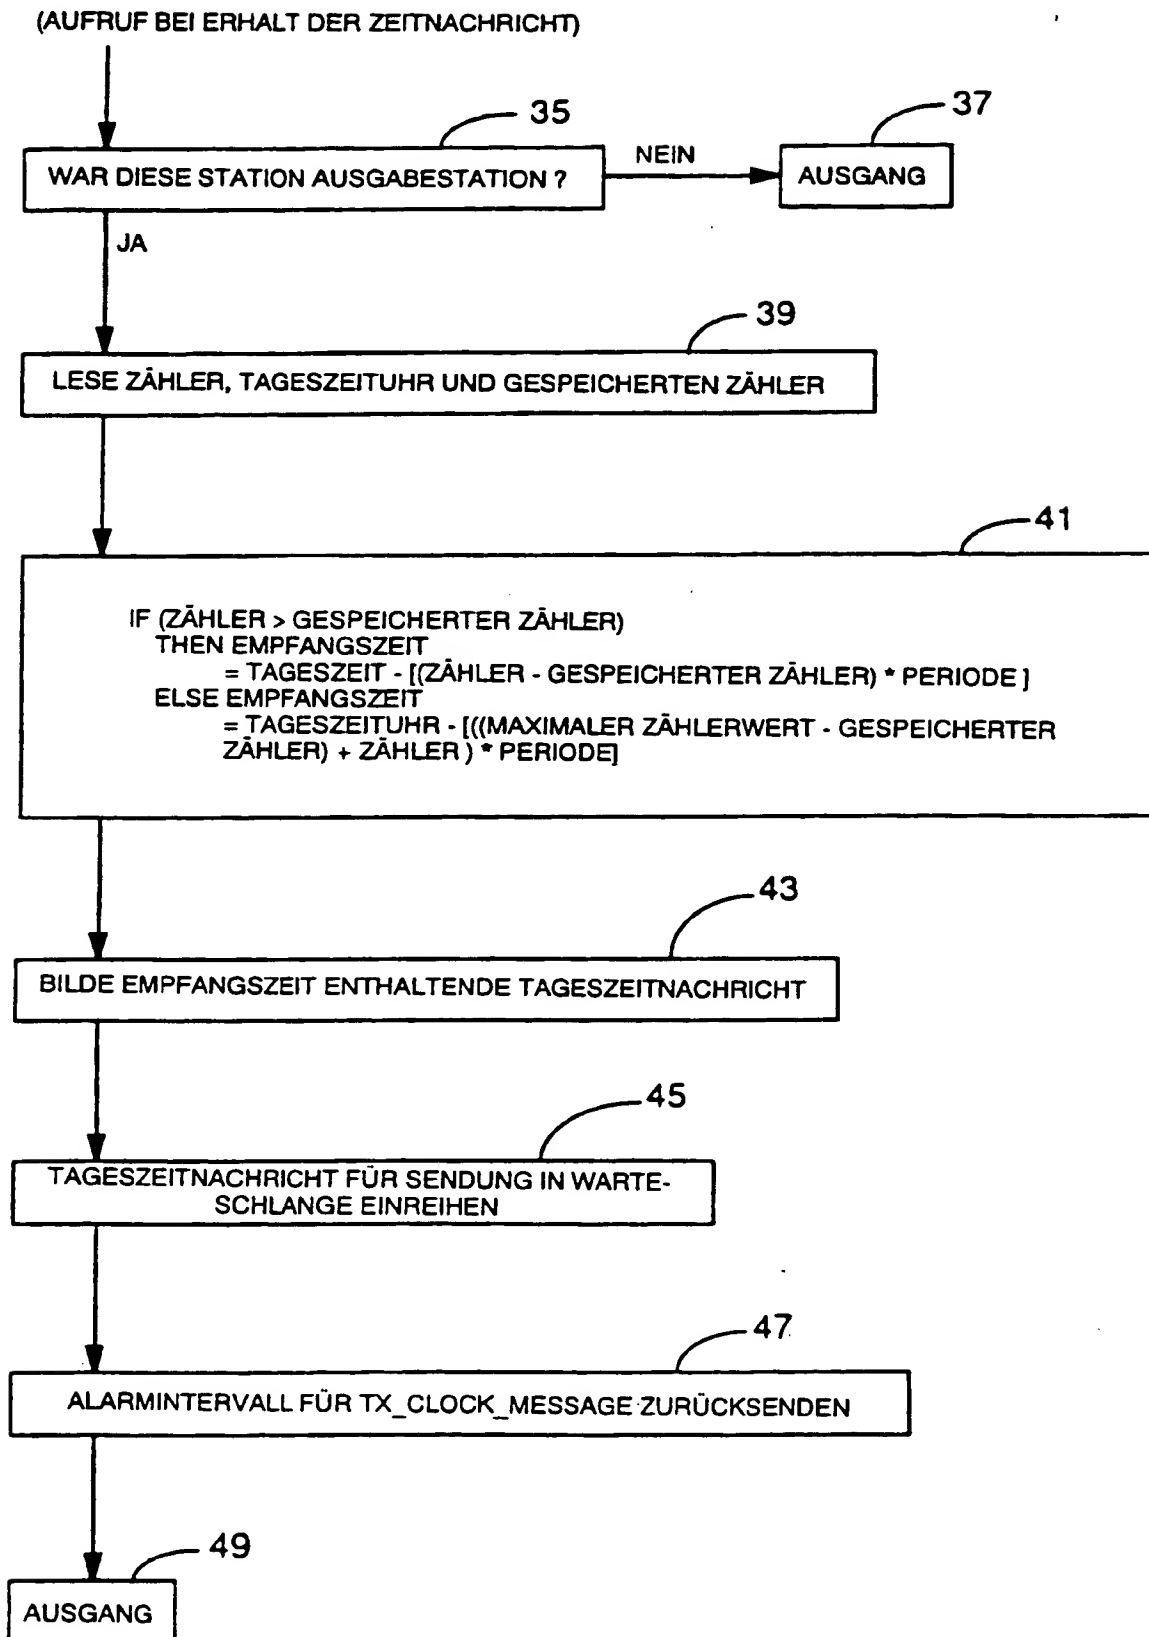 (AUFRUF BEI ERHALT DER ZEITNACHRICHT)
35
37
WAR DIESE STATION AUSGABESTATION ?
NEIN
AUSGANG
JA
39
LESE ZÄHLER, TAGESZEITUHR UND GESPEICHERTEN ZÄHLER
41
IF (ZÄHLER > GESPEICHERTER ZÄHLER)
THEN EMPFANGSZEIT
= TAGESZEIT - [(ZÄHLER - GESPEICHERTER ZÄHLER) * PERIODE ]
ELSE EMPFANGSZEIT
= TAGESZEITUHR - [((MAXIMALER ZÄHLERWERT - GESPEICHERTER
ZÄHLER) + ZÄHLER ) * PERIODE]
43
BILDE EMPFANGSZEIT ENTHALTENDE TAGESZEITNACHRICHT
45
TAGESZEITNACHRICHT FÜR SENDUNG IN WARTE-
SCHLANGE EINREIHEN
47
ALARMINTERVALL FÜR TX_CLOCK_MESSAGE ZURÜCKSENDEN
49
AUSGANG